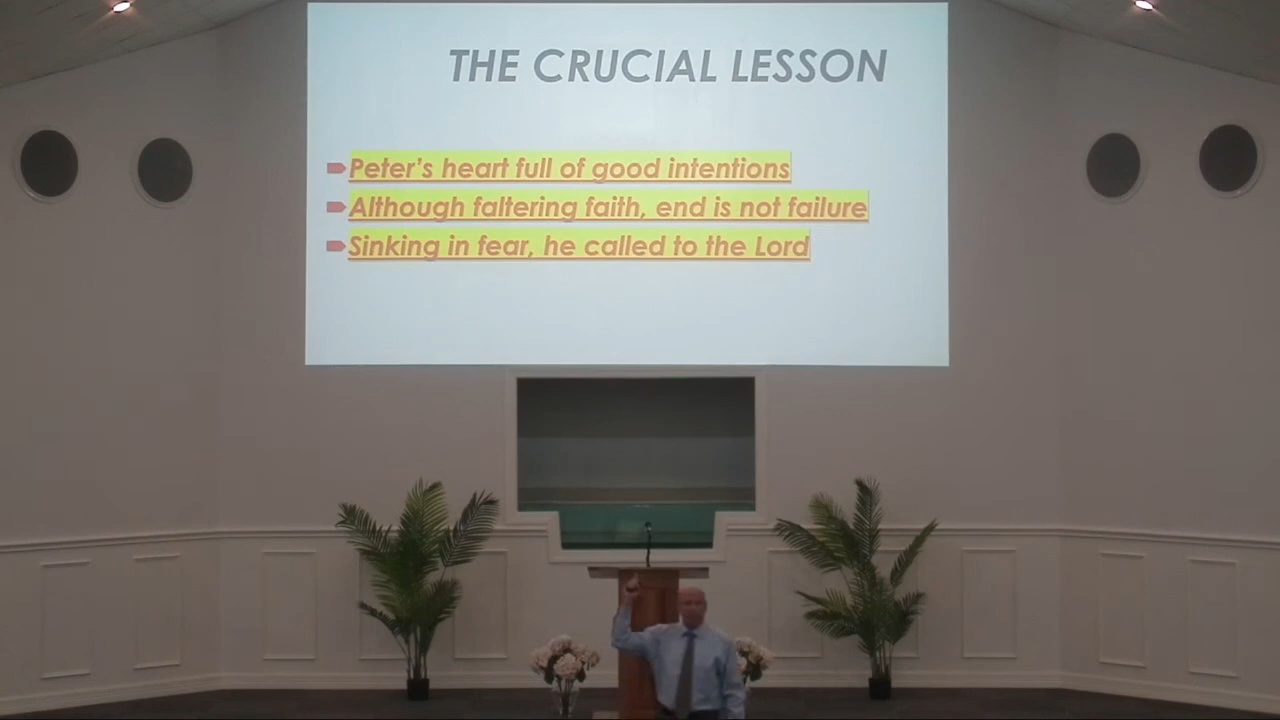 THE CRUCIAL LESSON
Peter's heart full of good intentions
Although faltering faith, end is not failure
Sinking in fear, he called to the Lord